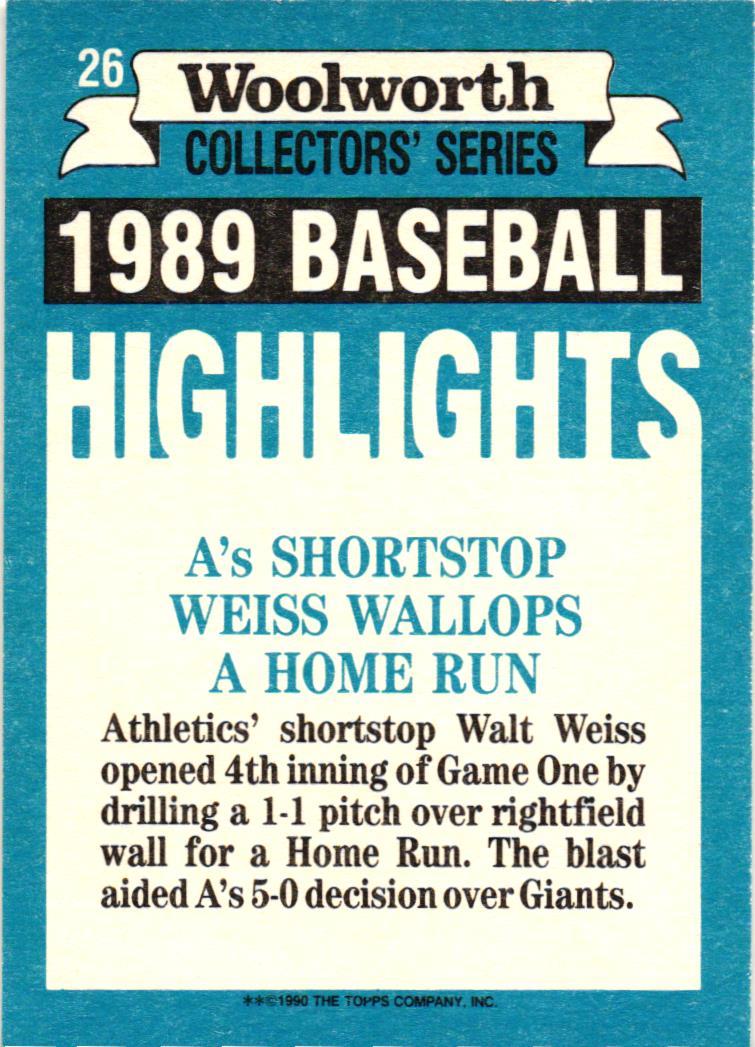 26
Woolworth
COLLECTORS' SERIES
1989 BASEBALL
HIGHLIGHTS
A's SHORTSTOP
WEISS WALLOPS
A HOME RUN
Athletics' shortstop Walt Weiss
opened 4th inning of Game One by
drilling a 1-1 pitch over rightfield
wall for a Home Run. The blast
aided A's 5-0 decision over Giants.
**©1990 THE TOPPS COMPANY, INC.